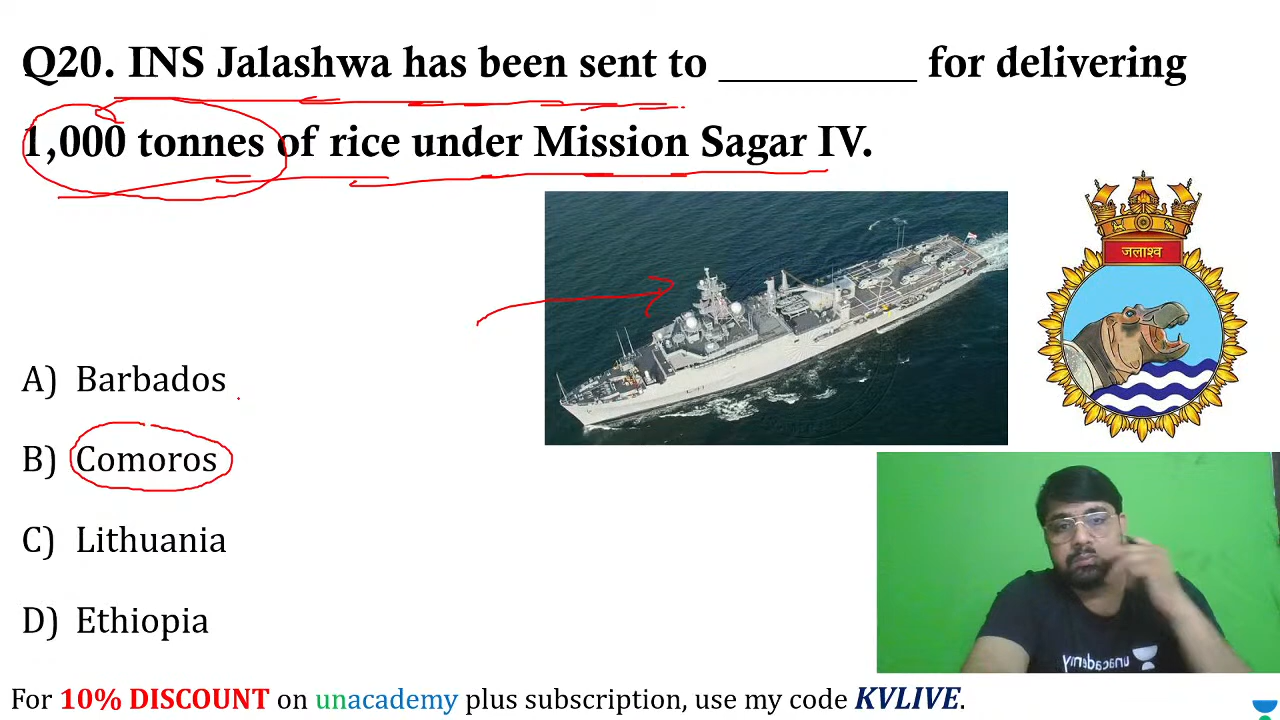 Q20. INS Jalashwa has been sent to __________ for delivering
1,000 tonnes of rice under Mission Sagar IV.
जलाश्व
A) Barbados
B) Comoros
C) Lithuania
D) Ethiopia
unacademy
For 10% DISCOUNT on unacademy plus subscription, use my code KVLIVE.